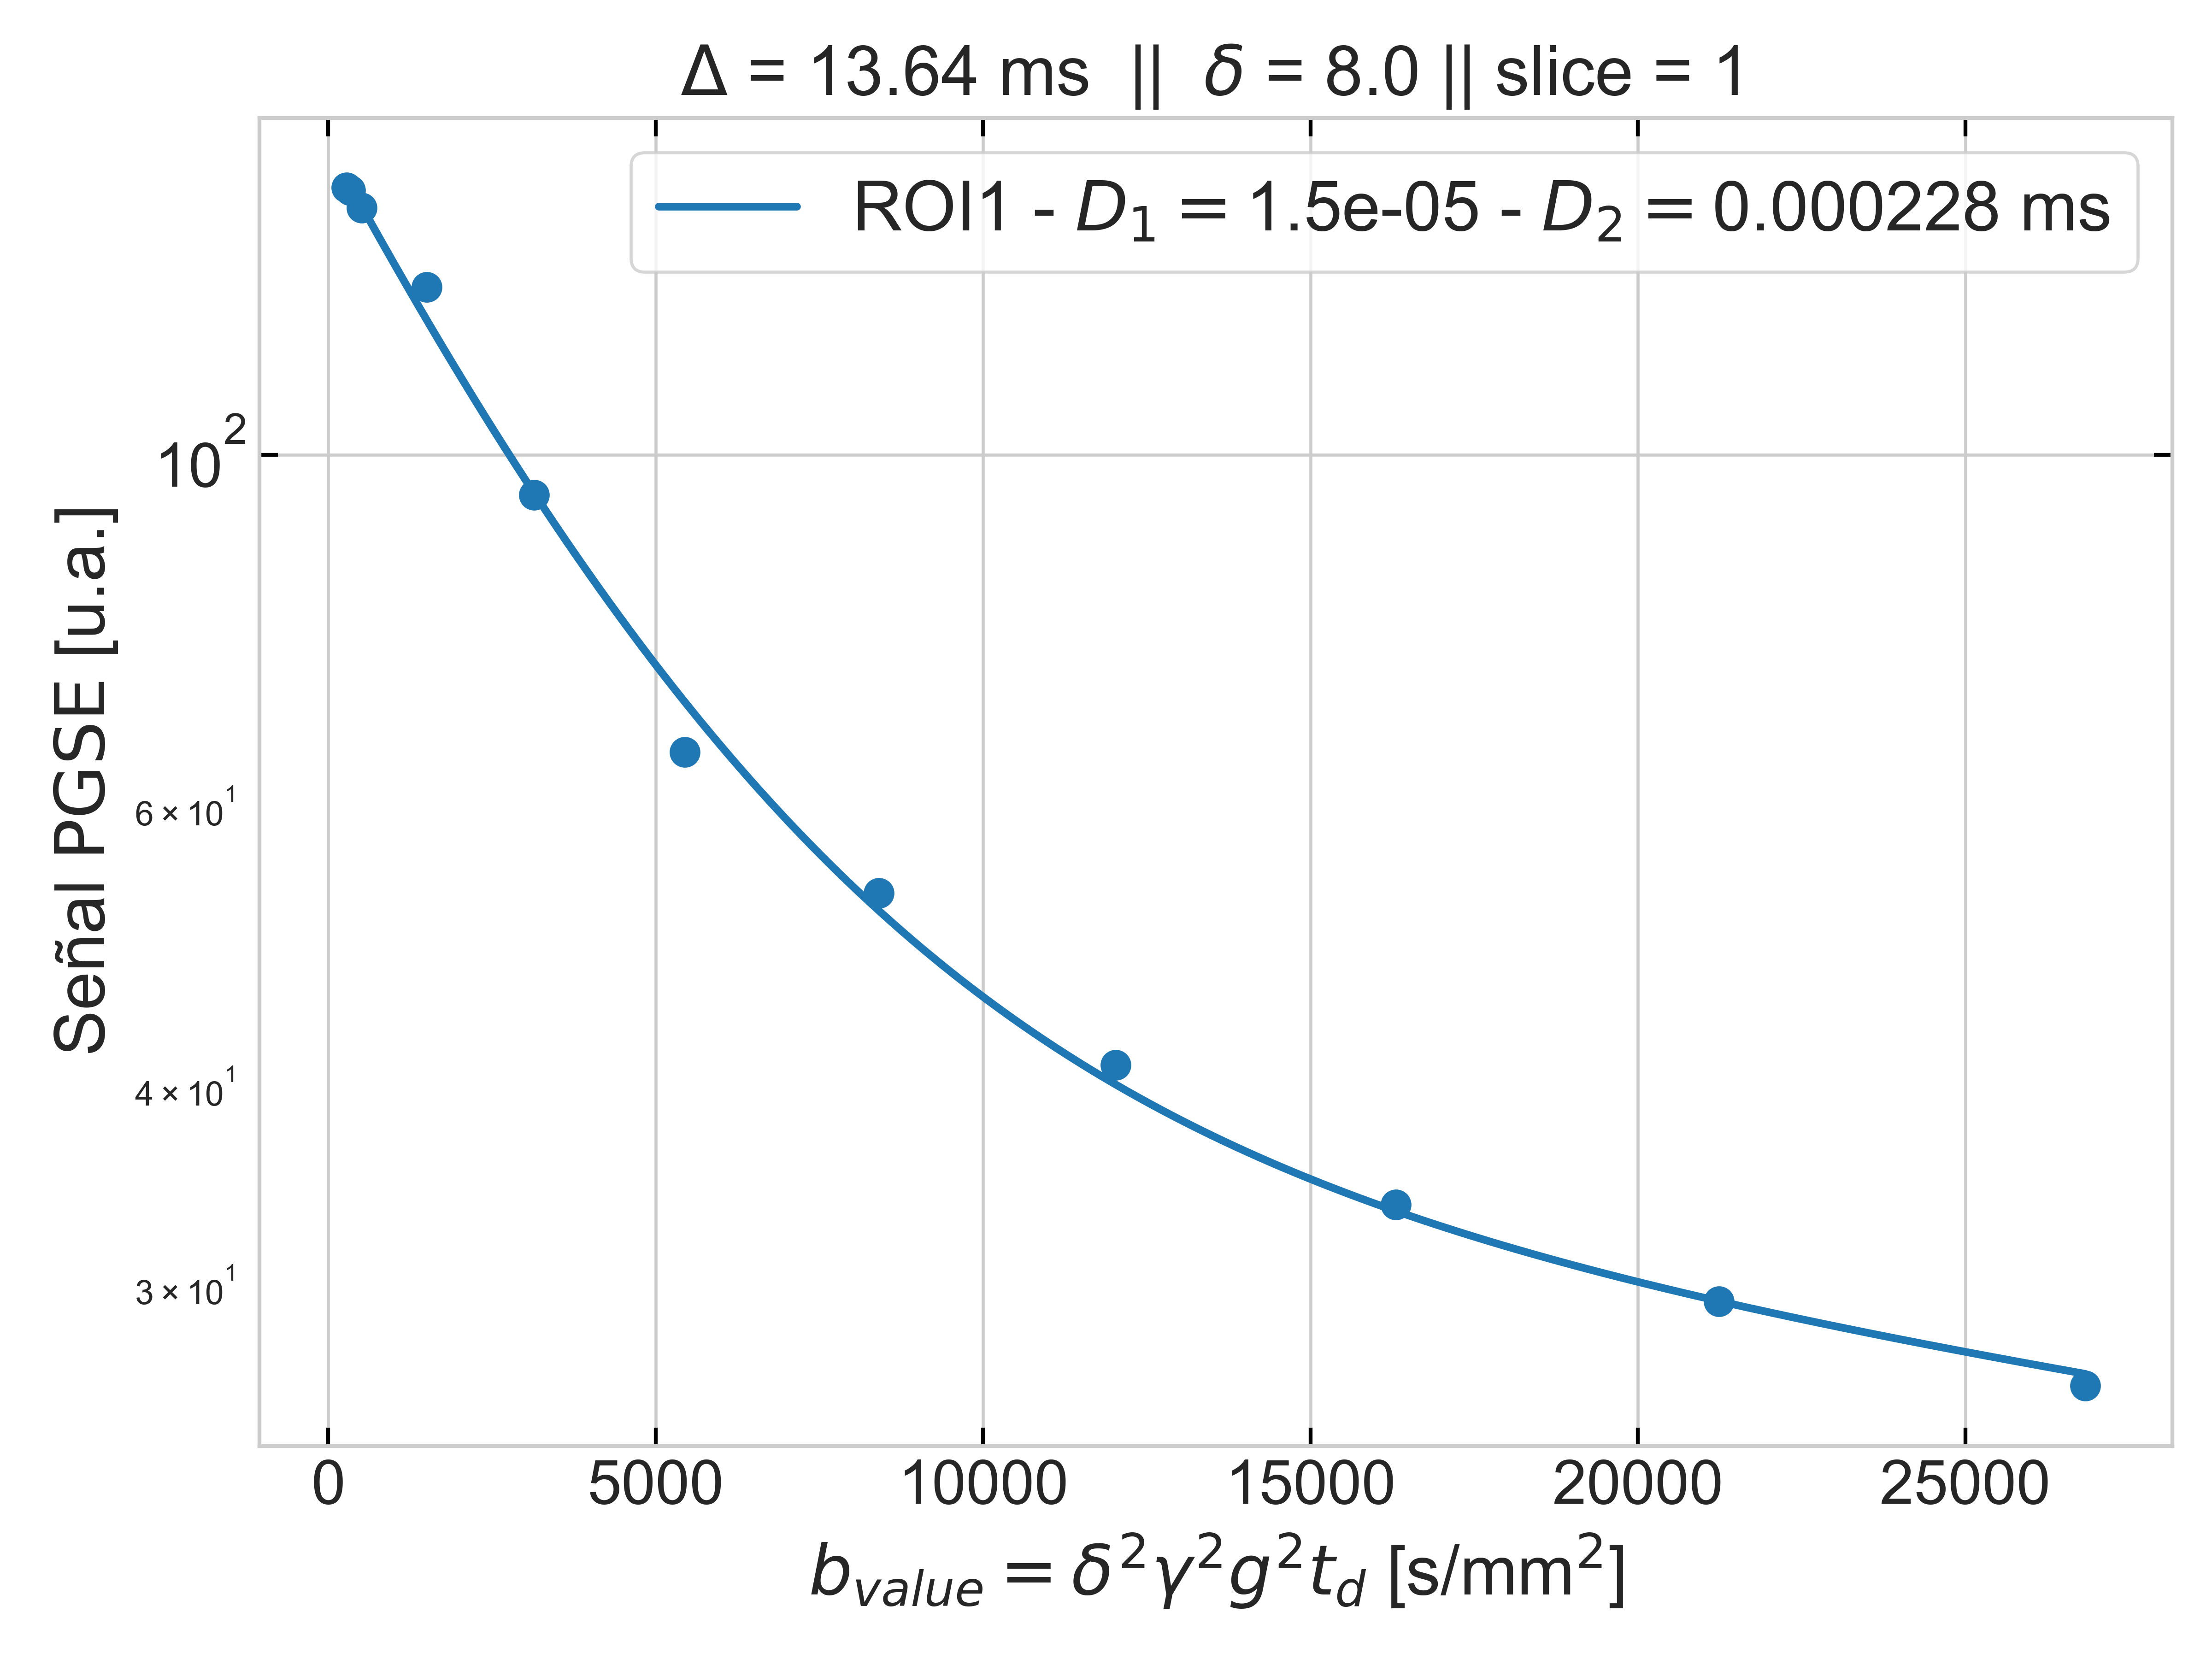 Δ = 13.64 ms || δ = 8.0 || slice = 1
ROI1 - D₁ = 1.5e-05 - D₂ = 0.000228 ms
Señal PGSE [u.a.]
10²
6 × 10¹
4 × 10¹
3 × 10¹
0 5000 10000 15000 20000 25000
b_value = δ²γ²g²t_d [s/mm²]